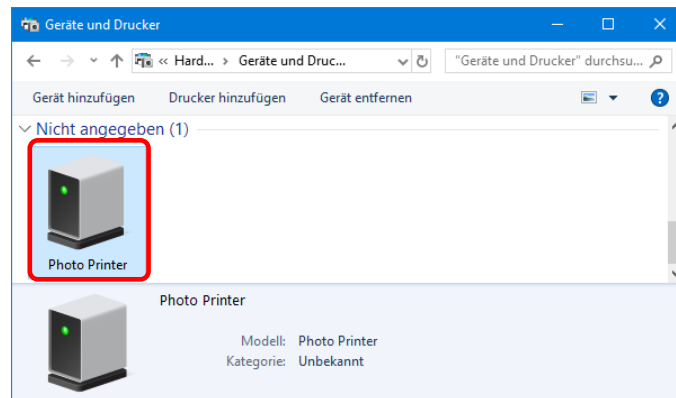 Geräte und Drucker
« Hard... › Geräte und Druc...
"Geräte und Drucker" durchsu...
Gerät hinzufügen Drucker hinzufügen Gerät entfernen
Nicht angegeben (1)
Photo Printer
Photo Printer
Modell: Photo Printer
Kategorie: Unbekannt